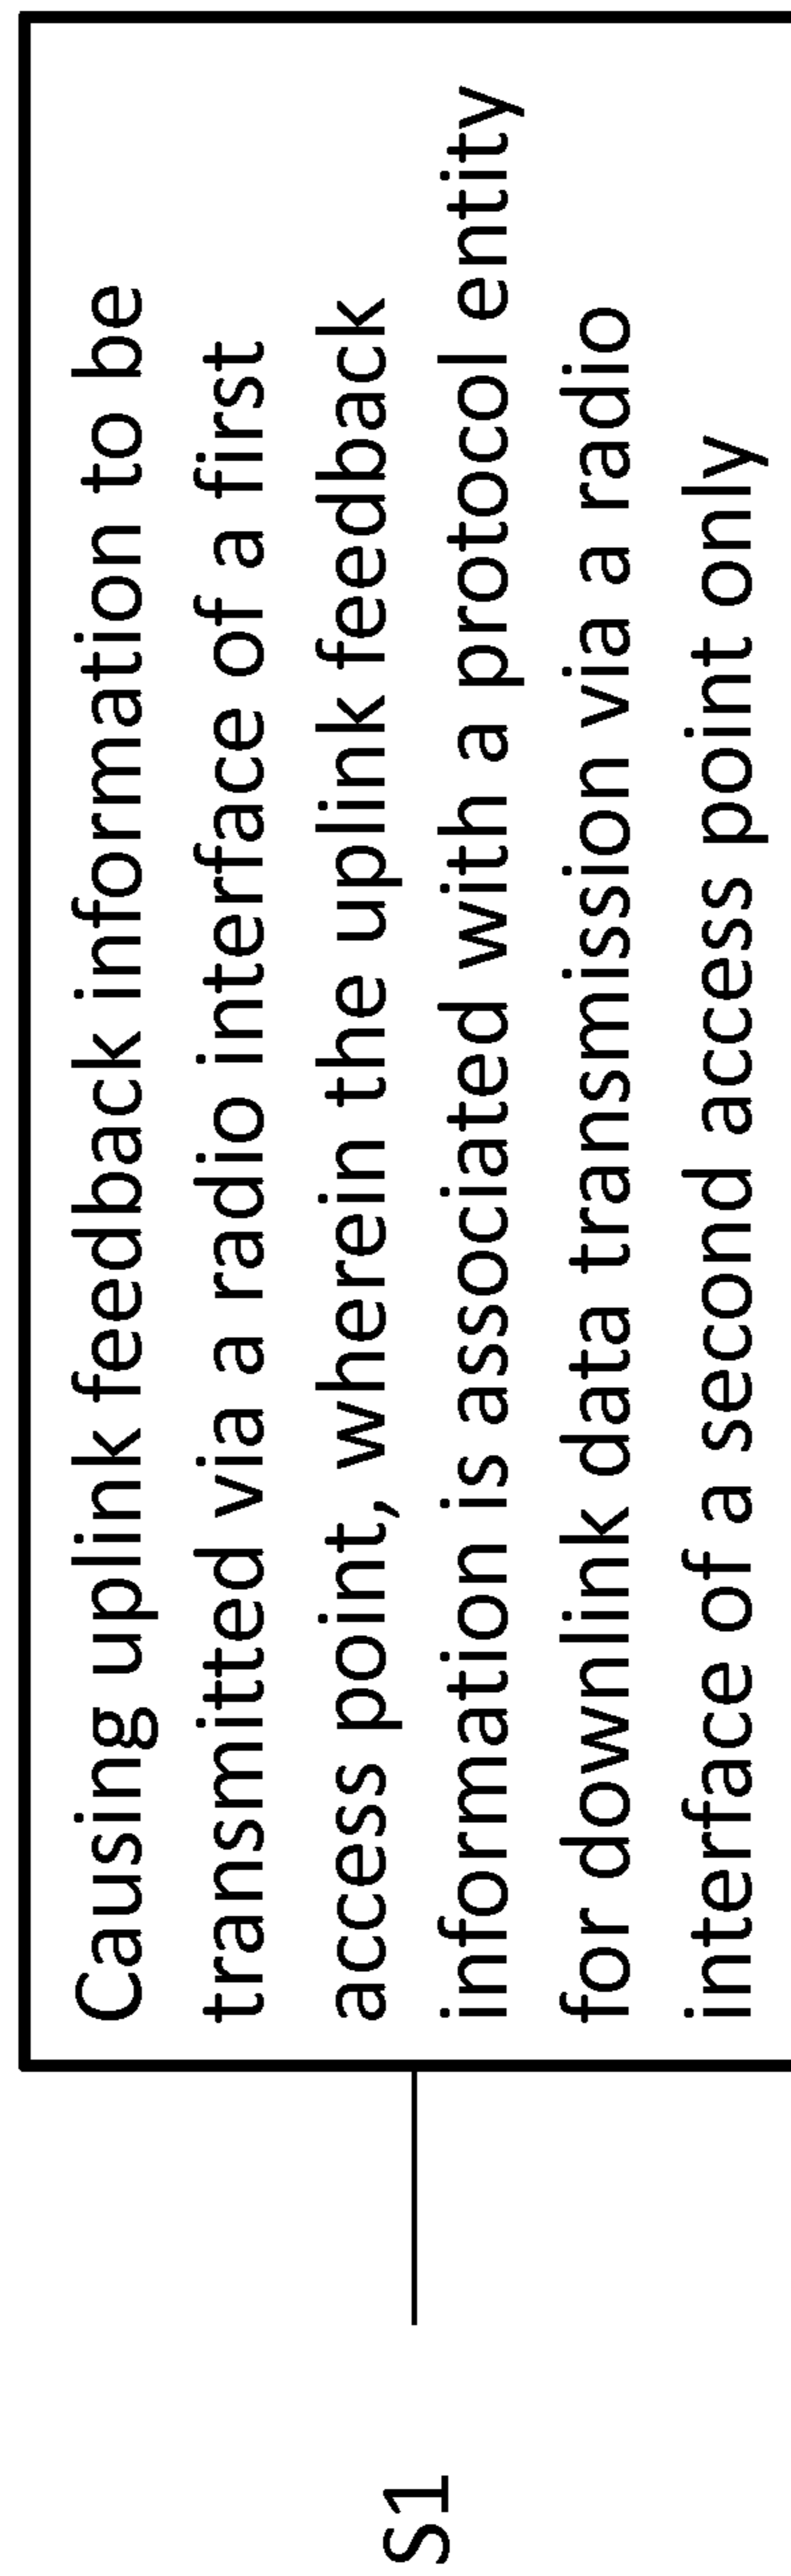 S1
Causing uplink feedback information to be
transmitted via a radio interface of a first
access point, wherein the uplink feedback
information is associated with a protocol entity
for downlink data transmission via a radio
interface of a second access point only